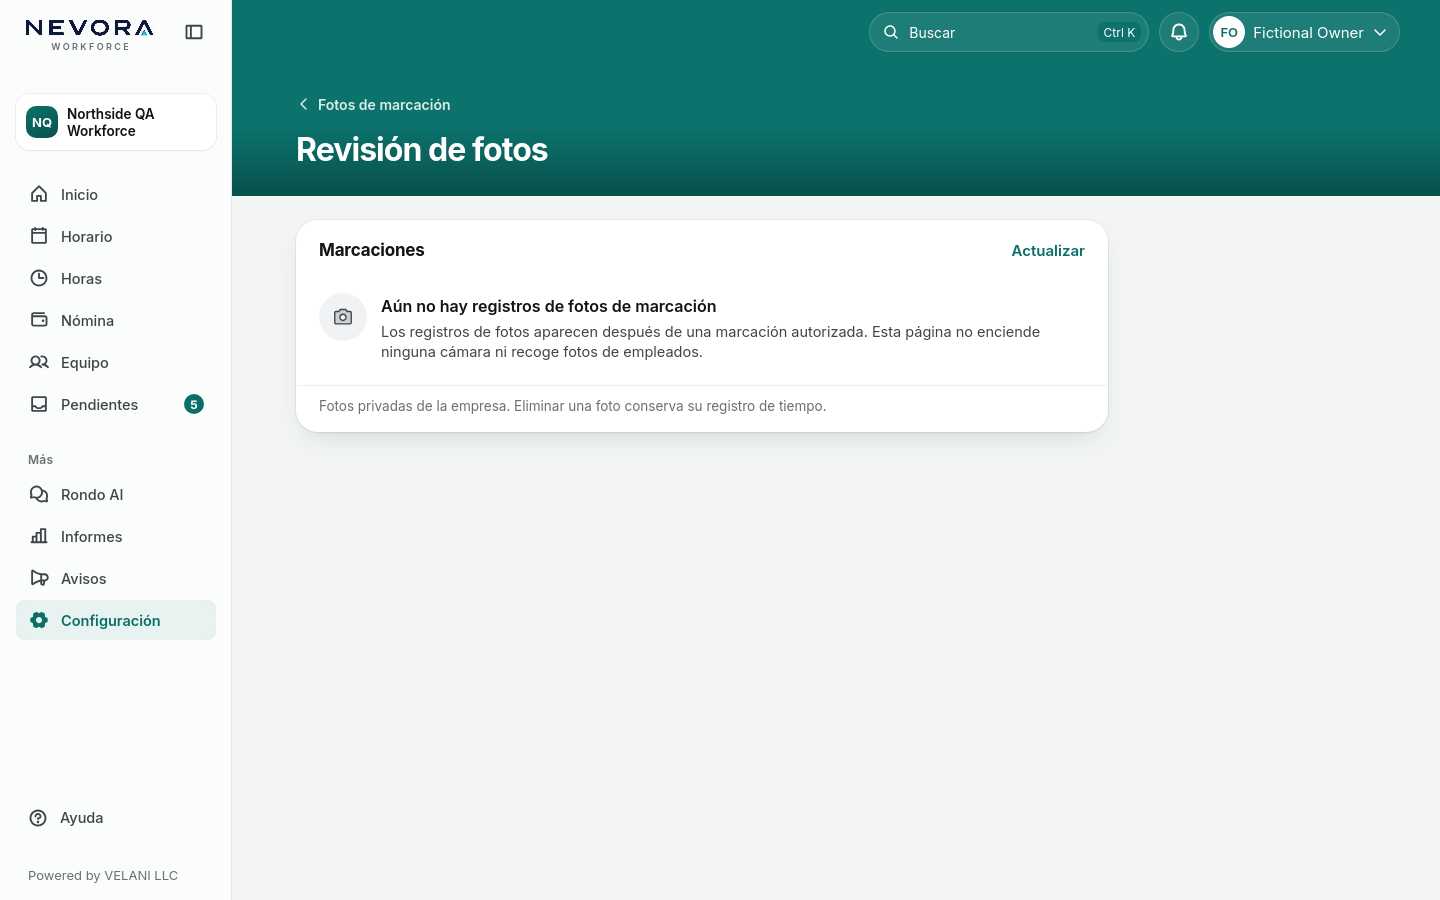 NEVORA
WORKFORCE
Buscar
Ctrl K
FO
Fictional Owner
NQ
Northside QA
Workforce
Fotos de marcación
Revisión de fotos
Inicio
Horario
Horas
Nómina
Equipo
Pendientes
5
Más
Rondo AI
Informes
Avisos
Configuración
Ayuda
Powered by VELANI LLC
Marcaciones
Actualizar
Aún no hay registros de fotos de marcación
Los registros de fotos aparecen después de una marcación autorizada. Esta página no enciende
ninguna cámara ni recoge fotos de empleados.
Fotos privadas de la empresa. Eliminar una foto conserva su registro de tiempo.